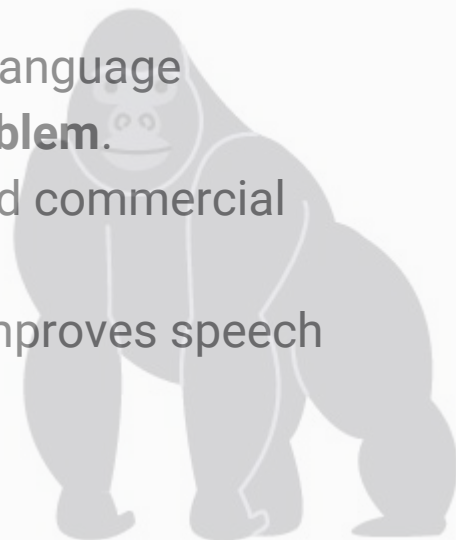 anguage
blem.
d commercial
nproves speech